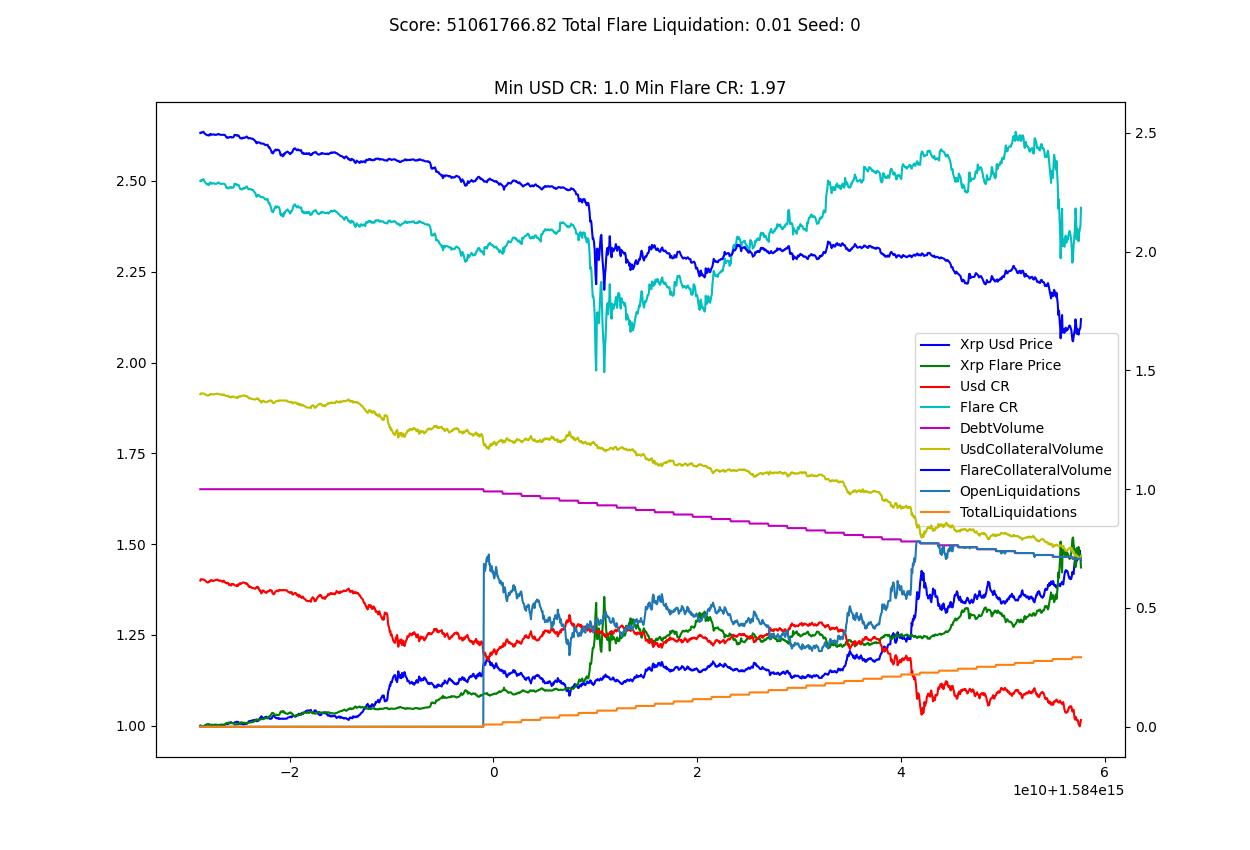 Score: 51061766.82 Total Flare Liquidation: 0.01 Seed: 0
Min USD CR: 1.0 Min Flare CR: 1.97
2.50
2.25
2.00
1.75
1.50
1.25
1.00
2.5
2.0
1.5
1.0
0.5
0.0
Xrp Usd Price
Xrp Flare Price
Usd CR
Flare CR
DebtVolume
UsdCollateralVolume
FlareCollateralVolume
OpenLiquidations
TotalLiquidations
−2 0 2 4 6
1e10+1.584e15